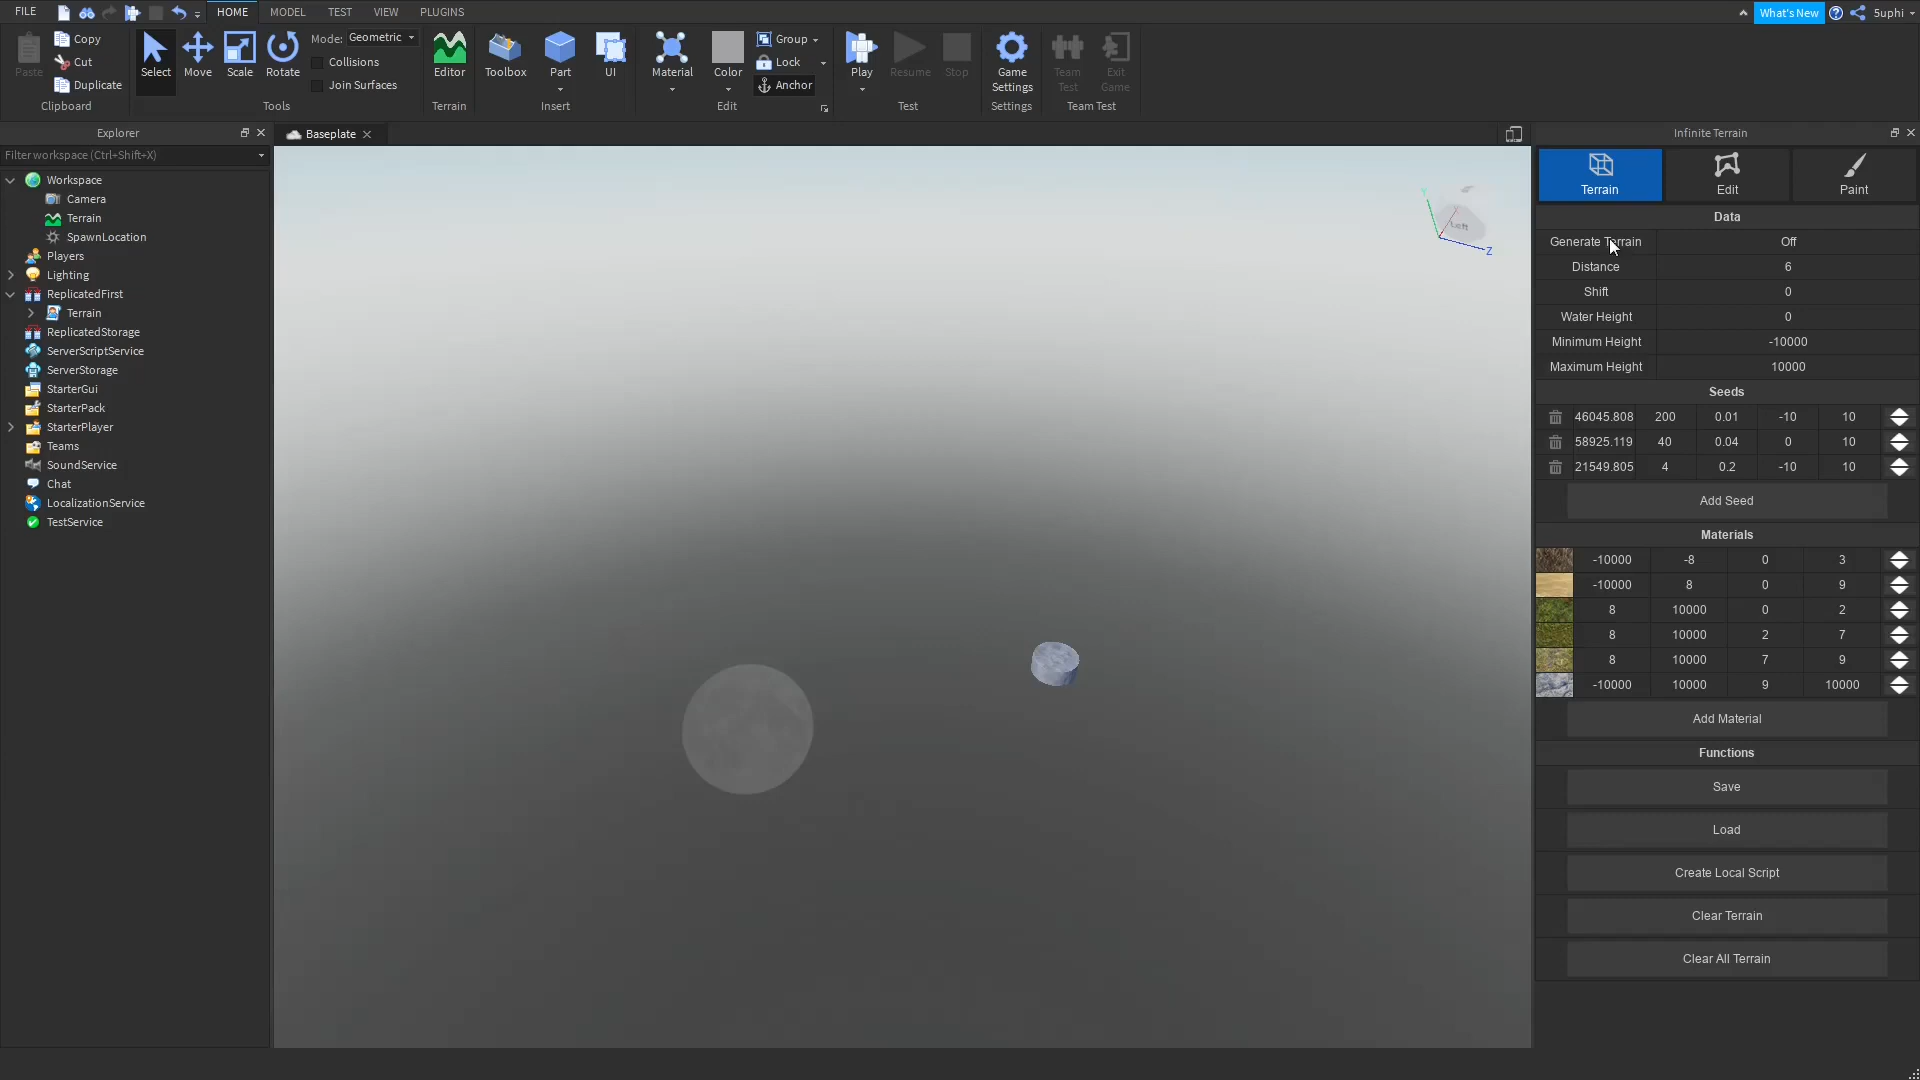 FILE HOME MODEL TEST VIEW PLUGINS What's New 5uphi
Paste Copy Cut Duplicate Clipboard
Select Move Scale Rotate Mode: Geometric Collisions Join Surfaces Tools
Editor Terrain
Toolbox Part UI Insert
Material Color Group Lock Anchor Edit
Play Resume Stop Test
Game Settings Settings
Team Test Exit Game Team Test
Explorer
Filter workspace (Ctrl+Shift+X)
Workspace
Camera
Terrain
SpawnLocation
Players
Lighting
ReplicatedFirst
Terrain
ReplicatedStorage
ServerScriptService
ServerStorage
StarterGui
StarterPack
StarterPlayer
Teams
SoundService
Chat
LocalizationService
TestService
Baseplate
Y
Left
Z
Infinite Terrain
Terrain Edit Paint
Data
Generate Terrain Off
Distance 6
Shift 0
Water Height 0
Minimum Height -10000
Maximum Height 10000
Seeds
46045.808 200 0.01 -10 10
58925.119 40 0.04 0 10
21549.805 4 0.2 -10 10
Add Seed
Materials
-10000 -8 0 3
-10000 8 0 9
8 10000 0 2
8 10000 2 7
8 10000 7 9
-10000 10000 9 10000
Add Material
Functions
Save
Load
Create Local Script
Clear Terrain
Clear All Terrain